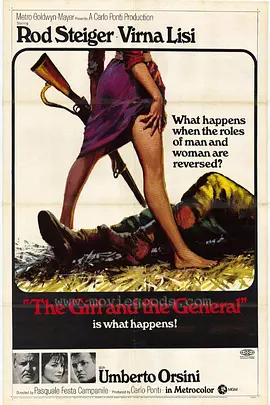 Metro-Goldwyn-Mayer Presents A Carlo Ponti Production
Rod Steiger · Virna Lisi
What happens
when the roles
of man and
woman are
reversed?
"The Girl and the General"
www.moviegoods.com
is what happens!
with
Umberto Orsini
Directed by Pasquale Festa Campanile · Produced by Carlo Ponti · in Metrocolor MGM